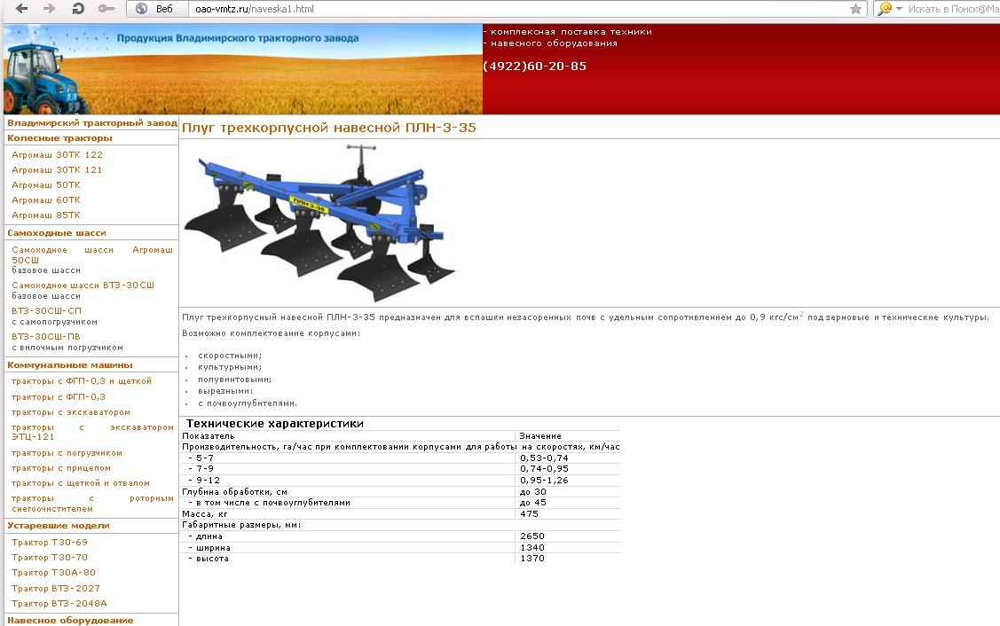 Веб
oao-vmtz.ru/naveska1.html
Искать в Поиск@Ma
Продукция Владимирского тракторного завода
- комплексная поставка техники
- навесного оборудования
(4922)60-20-85
Владимирский тракторный завод
Колесные тракторы
Агромаш 30ТК 122
Агромаш 30ТК 121
Агромаш 50ТК
Агромаш 60ТК
Агромаш 85ТК
Самоходные шасси
Самоходное шасси Агромаш
50СШ
базовое шасси
Самоходное шасси ВТЗ-30СШ
базовое шасси
ВТЗ-30СШ-СП
с самопогрузчиком
ВТЗ-30СШ-ПВ
с вилочным погрузчиком
Коммунальные машины
тракторы с ФГП-0,3 и щеткой
тракторы с ФГП-0,3
тракторы с экскаватором
тракторы с экскаватором
ЭТЦ-121
тракторы с погрузчиком
тракторы с прицепом
тракторы с щеткой и отвалом
тракторы с роторным
снегоочистителем
Устаревшие модели
Трактор Т30-69
Трактор Т30-70
Трактор Т30А-80
Трактор ВТЗ-2027
Трактор ВТЗ-2048А
Навесное оборудование
Плуг трехкорпусной навесной ПЛН-3-35
ПЛН 3-35
Плуг трехкорпусный навесной ПЛН-3-35 предназначен для вспашки незасоренных почв с удельным сопротивлением до 0,9 кгс/см2 под зерновые и технические культуры.
Возможно комплектование корпусами:
• скоростными;
• культурными;
• полувинтовыми;
• вырезными:
• с почвоуглубителями.
Технические характеристики
Показатель Значение
Производительность, га/час при комплектовании корпусами для работы на скоростях, км/час
- 5-7 0,53-0,74
- 7-9 0,74-0,95
- 9-12 0,95-1,26
Глубина обработки, см до 30
- в том числе с почвоуглубителями до 45
Масса, кг 475
Габаритные размеры, мм:
- длина 2650
- ширина 1340
- высота 1370